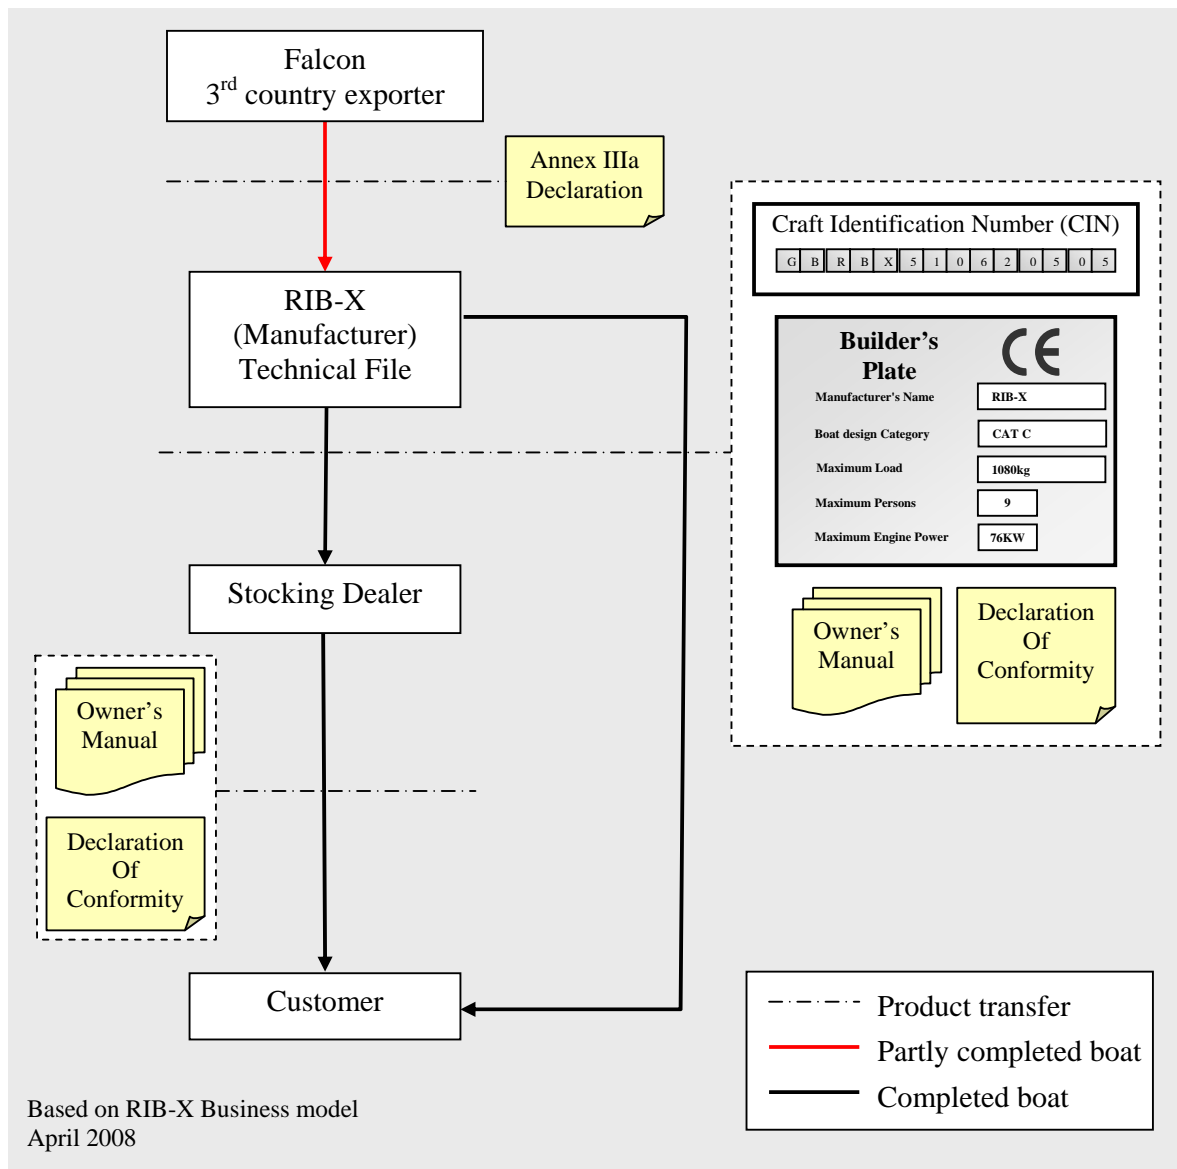 Falcon
3rd country exporter
Annex IIIa
Declaration
RIB-X
(Manufacturer)
Technical File
Craft Identification Number (CIN)
G B R B X 5 1 0 6 2 0 5 0 5
Builder's
Plate
CE
Manufacturer's Name RIB-X
Boat design Category CAT C
Maximum Load 1080kg
Maximum Persons 9
Maximum Engine Power 76KW
Owner's
Manual
Declaration
Of
Conformity
Stocking Dealer
Owner's
Manual
Declaration
Of
Conformity
Customer
Product transfer
Partly completed boat
Completed boat
Based on RIB-X Business model
April 2008